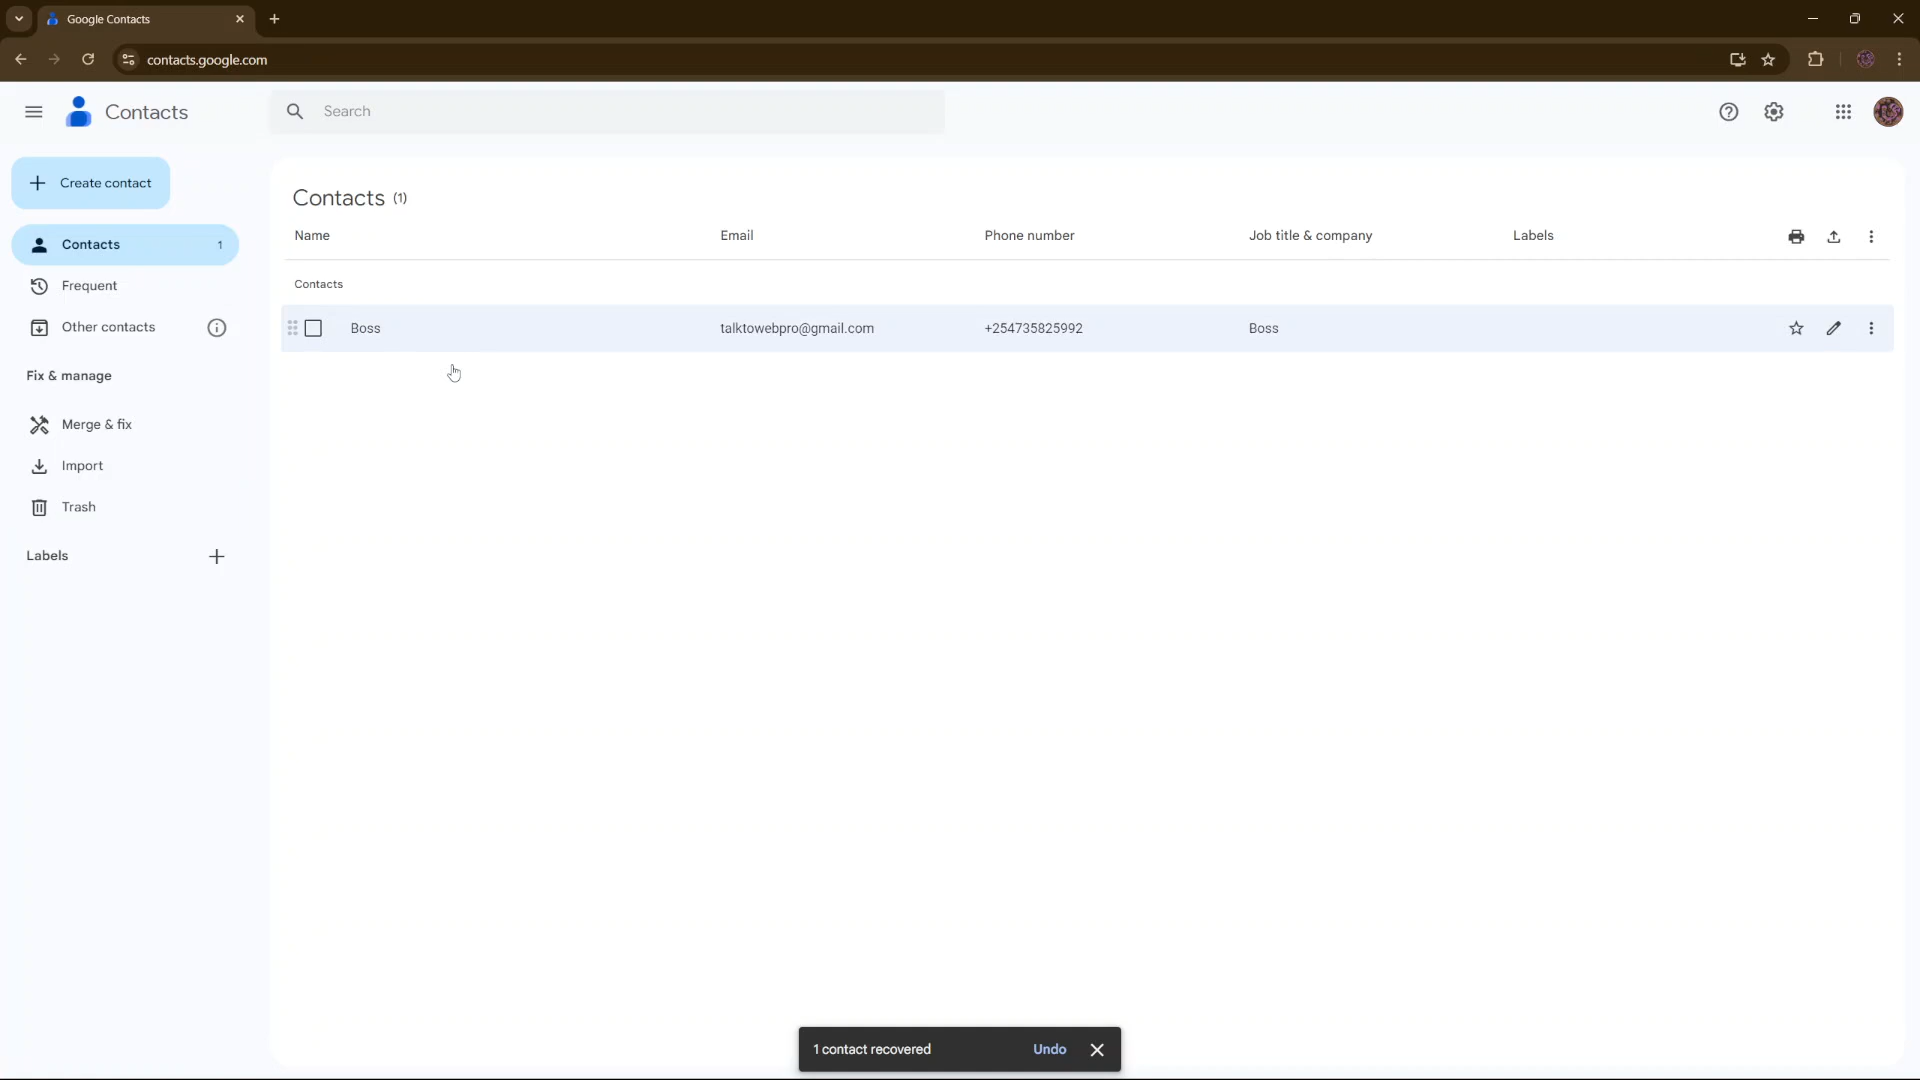 Google Contacts
contacts.google.com
Contacts
Search
Create contact
Contacts 1
Frequent
Other contacts
Fix & manage
Merge & fix
Import
Trash
Labels
Contacts (1)
Name Email Phone number Job title & company Labels
Contacts
Boss talktowebpro@gmail.com +254735825992 Boss
1 contact recovered Undo